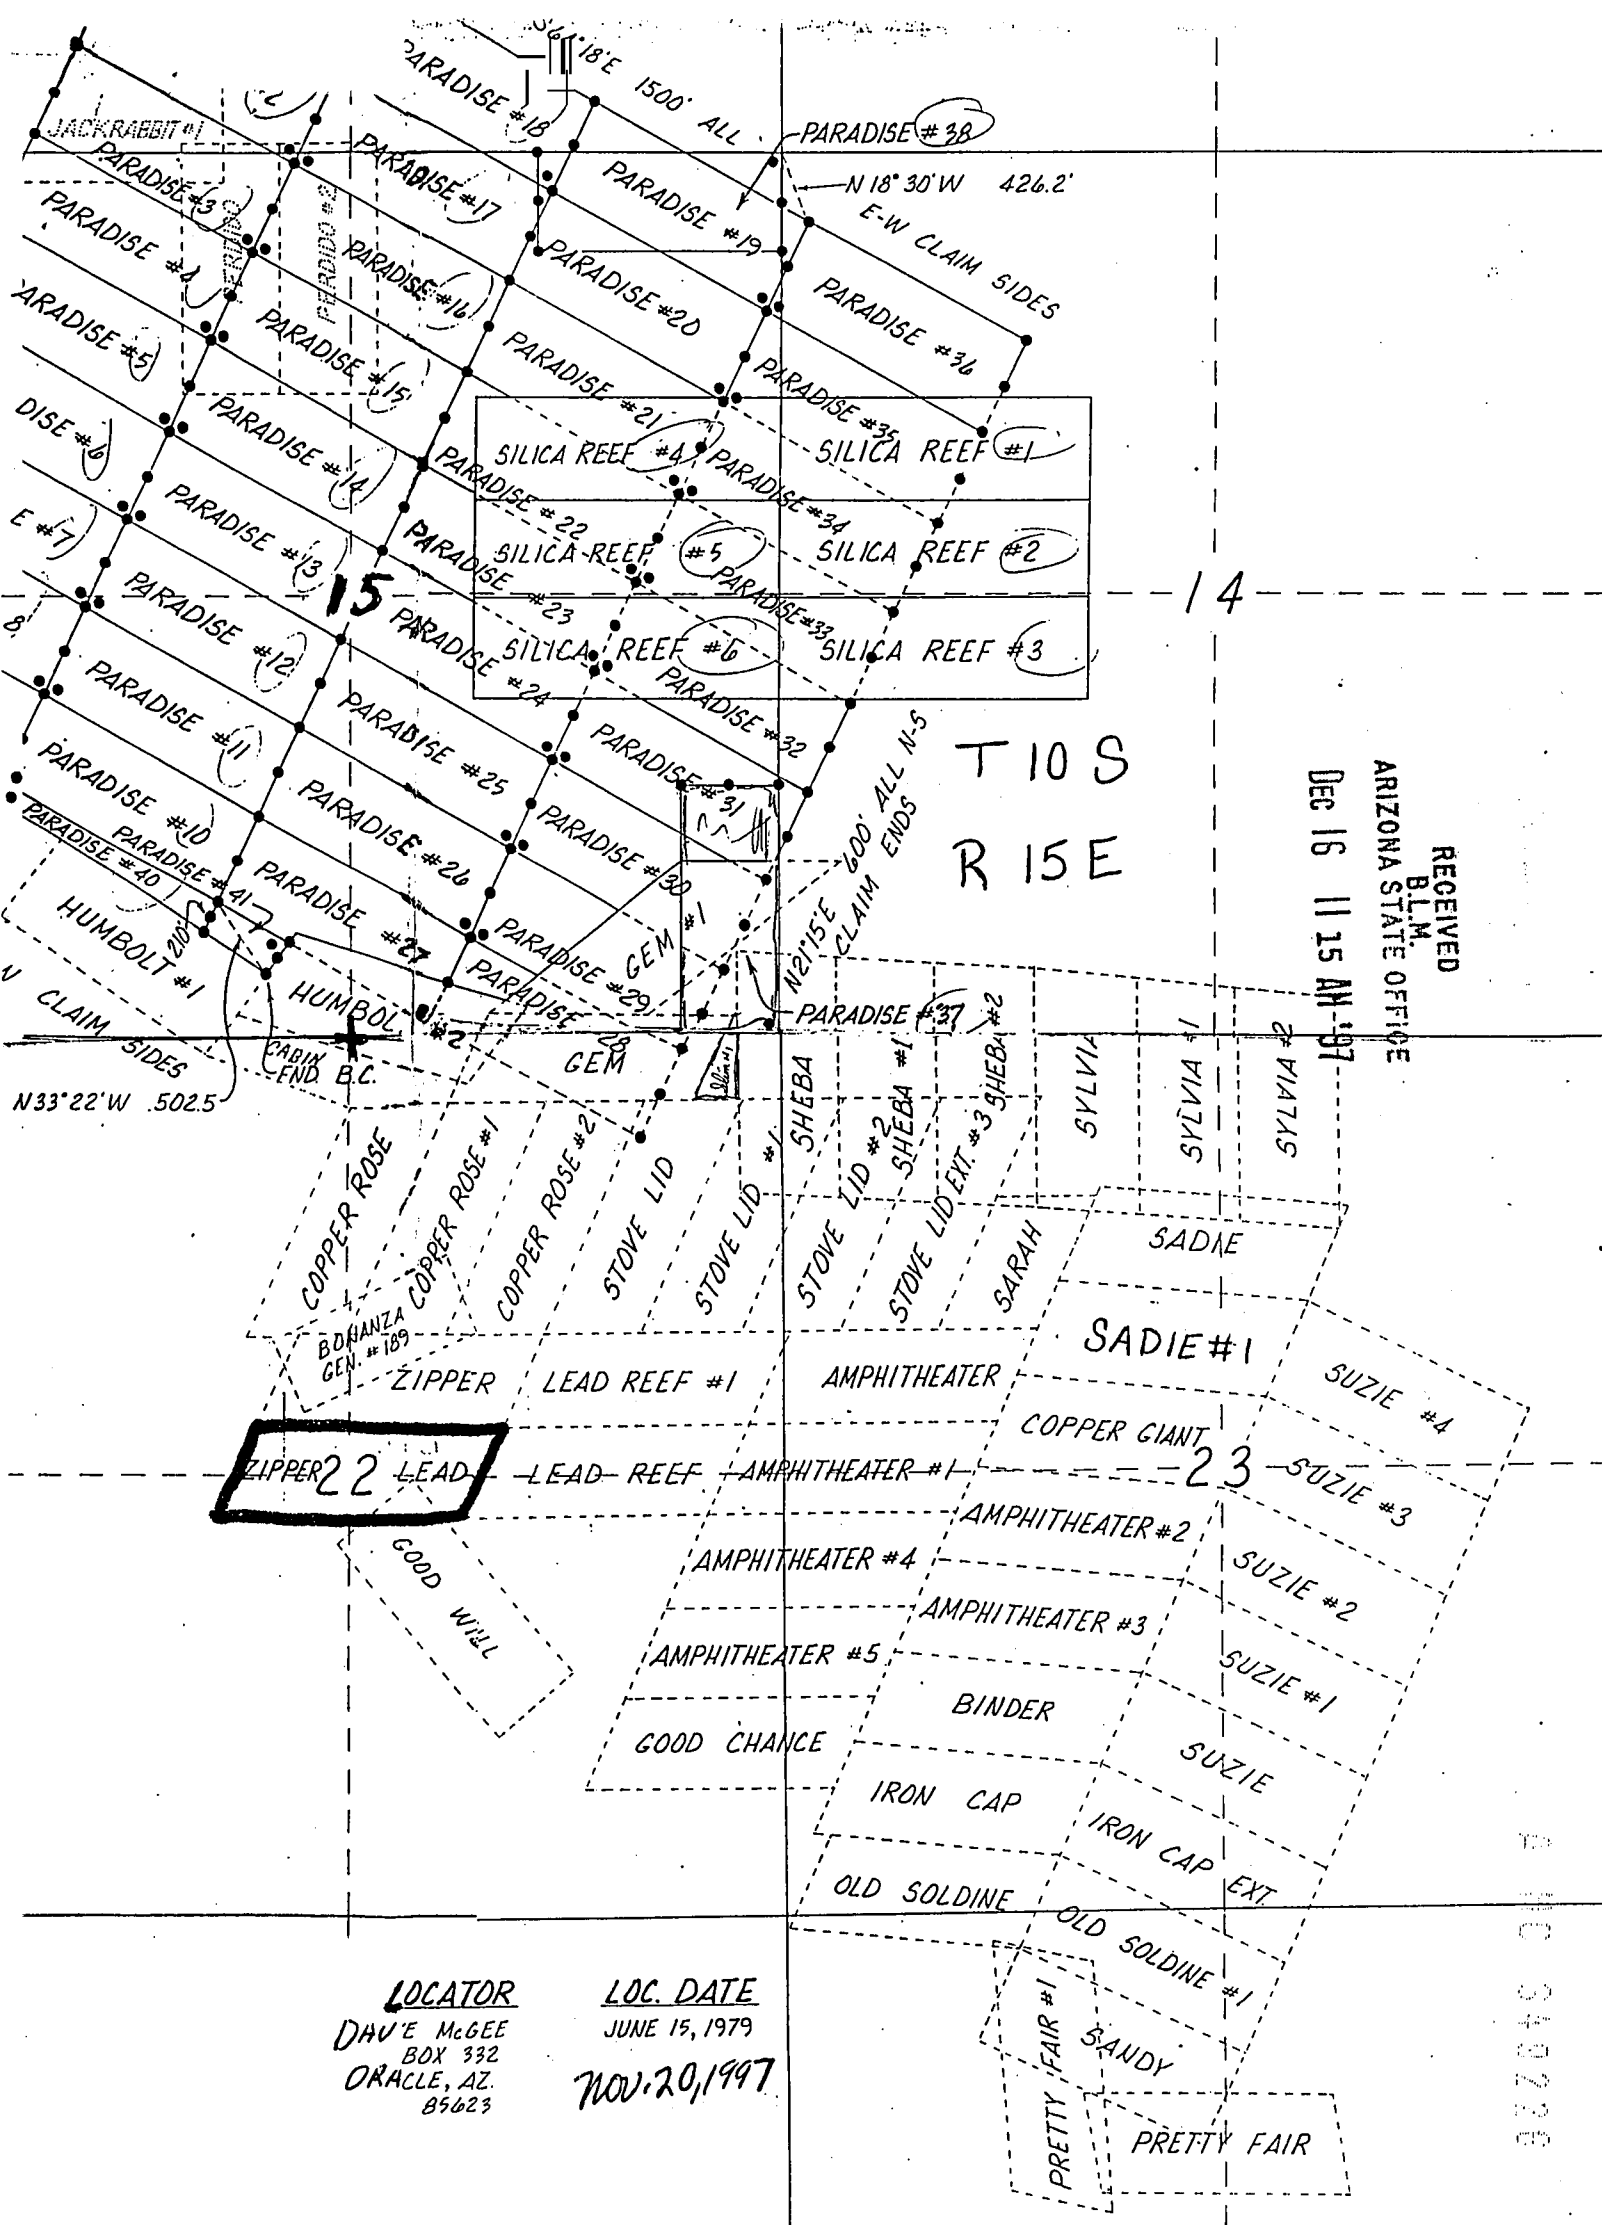 S61°18'E 1500' ALL
E-W CLAIM SIDES
PARADISE #18
PARADISE #38
N 18° 30' W 426.2'
JACKRABBIT #1
PARADISE #3
PARADISE #17
PARADISE #19
PERDIDO #2
PARADISE #4
PARADISE #16
PARADISE #20
PARADISE #36
ARADISE #5
PARADISE #15
PARADISE #21
PARADISE #35
DISE #6
PARADISE #14
PARADISE #22
SILICA REEF #4
PARADISE #34
SILICA REEF #1
E #7
PARADISE #13
PARADISE #23
SILICA REEF #5
PARADISE #33
SILICA REEF #2
15
14
8
PARADISE #12
PARADISE #24
SILICA REEF #6
SILICA REEF #3
PARADISE #11
PARADISE #25
PARADISE #32
T 10 S
R 15 E
PARADISE #10
PARADISE #26
PARADISE #31
600' ALL N-S
CLAIM ENDS
N21°15'E
PARADISE #40
PARADISE #41
PARADISE #27
PARADISE #30
GEM #1
HUMBOLT #1
210'
PARADISE #29
PARADISE 28
PARADISE #37
HUMBOL #2
N CLAIM SIDES
CABIN
END. B.C.
N33°22'W 502.5
GEM
RECEIVED
B.L.M.
ARIZONA STATE OFFICE
DEC 16 11 15 AM '97
COPPER ROSE
COPPER ROSE #1
COPPER ROSE #2
STOVE LID
STOVE LID #1
STOVE LID #2
STOVE LID EXT. #3
SHEBA
SHEBA #1
SHEBA #2
SYLVIA
SYLVIA #1
SYLVIA #2
SARAH
SADIE
SADIE #1
BONANZA
GEN. #189
ZIPPER
LEAD REEF #1
AMPHITHEATER
SUZIE #4
COPPER GIANT
ZIPPER 22 LEAD
LEAD REEF
AMPHITHEATER #1
23
SUZIE #3
GOOD WILL
AMPHITHEATER #4
AMPHITHEATER #2
SUZIE #2
AMPHITHEATER #5
AMPHITHEATER #3
SUZIE #1
GOOD CHANCE
BINDER
SUZIE
IRON CAP
IRON CAP EXT.
OLD SOLDINE
OLD SOLDINE #1
SANDY
PRETTY FAIR #1
PRETTY FAIR
LOCATOR
DAVE McGEE
BOX 332
ORACLE, AZ.
85623
LOC. DATE
JUNE 15, 1979
NOV. 20, 1997